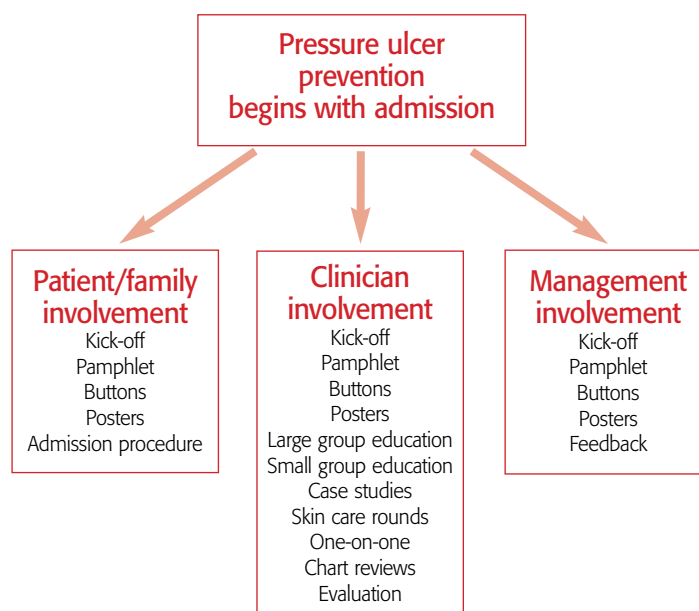 Pressure ulcer
prevention
begins with admission
Patient/family
involvement
Kick-off
Pamphlet
Buttons
Posters
Admission procedure
Clinician
involvement
Kick-off
Pamphlet
Buttons
Posters
Large group education
Small group education
Case studies
Skin care rounds
One-on-one
Chart reviews
Evaluation
Management
involvement
Kick-off
Pamphlet
Buttons
Posters
Feedback